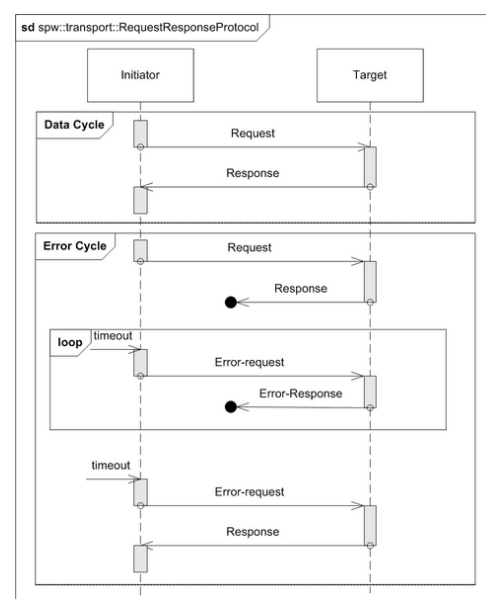 sd spw::transport::RequestResponseProtocol
Initiator
Target
Data Cycle
Request
Response
Error Cycle
Request
Response
loop
timeout
Error-request
Error-Response
timeout
Error-request
Response